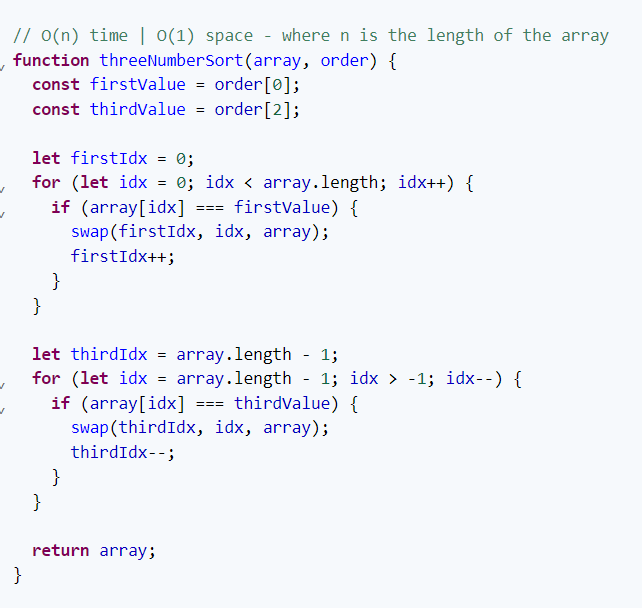 // O(n) time | O(1) space - where n is the length of the array
function threeNumberSort(array, order) {
  const firstValue = order[0];
  const thirdValue = order[2];

  let firstIdx = 0;
  for (let idx = 0; idx < array.length; idx++) {
    if (array[idx] === firstValue) {
      swap(firstIdx, idx, array);
      firstIdx++;
    }
  }

  let thirdIdx = array.length - 1;
  for (let idx = array.length - 1; idx > -1; idx--) {
    if (array[idx] === thirdValue) {
      swap(thirdIdx, idx, array);
      thirdIdx--;
    }
  }

  return array;
}